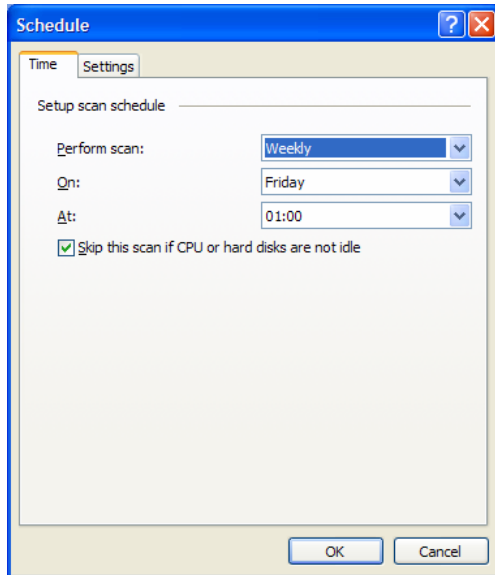 Schedule
Time Settings
Setup scan schedule
Perform scan: Weekly
On: Friday
At: 01:00
Skip this scan if CPU or hard disks are not idle
OK Cancel